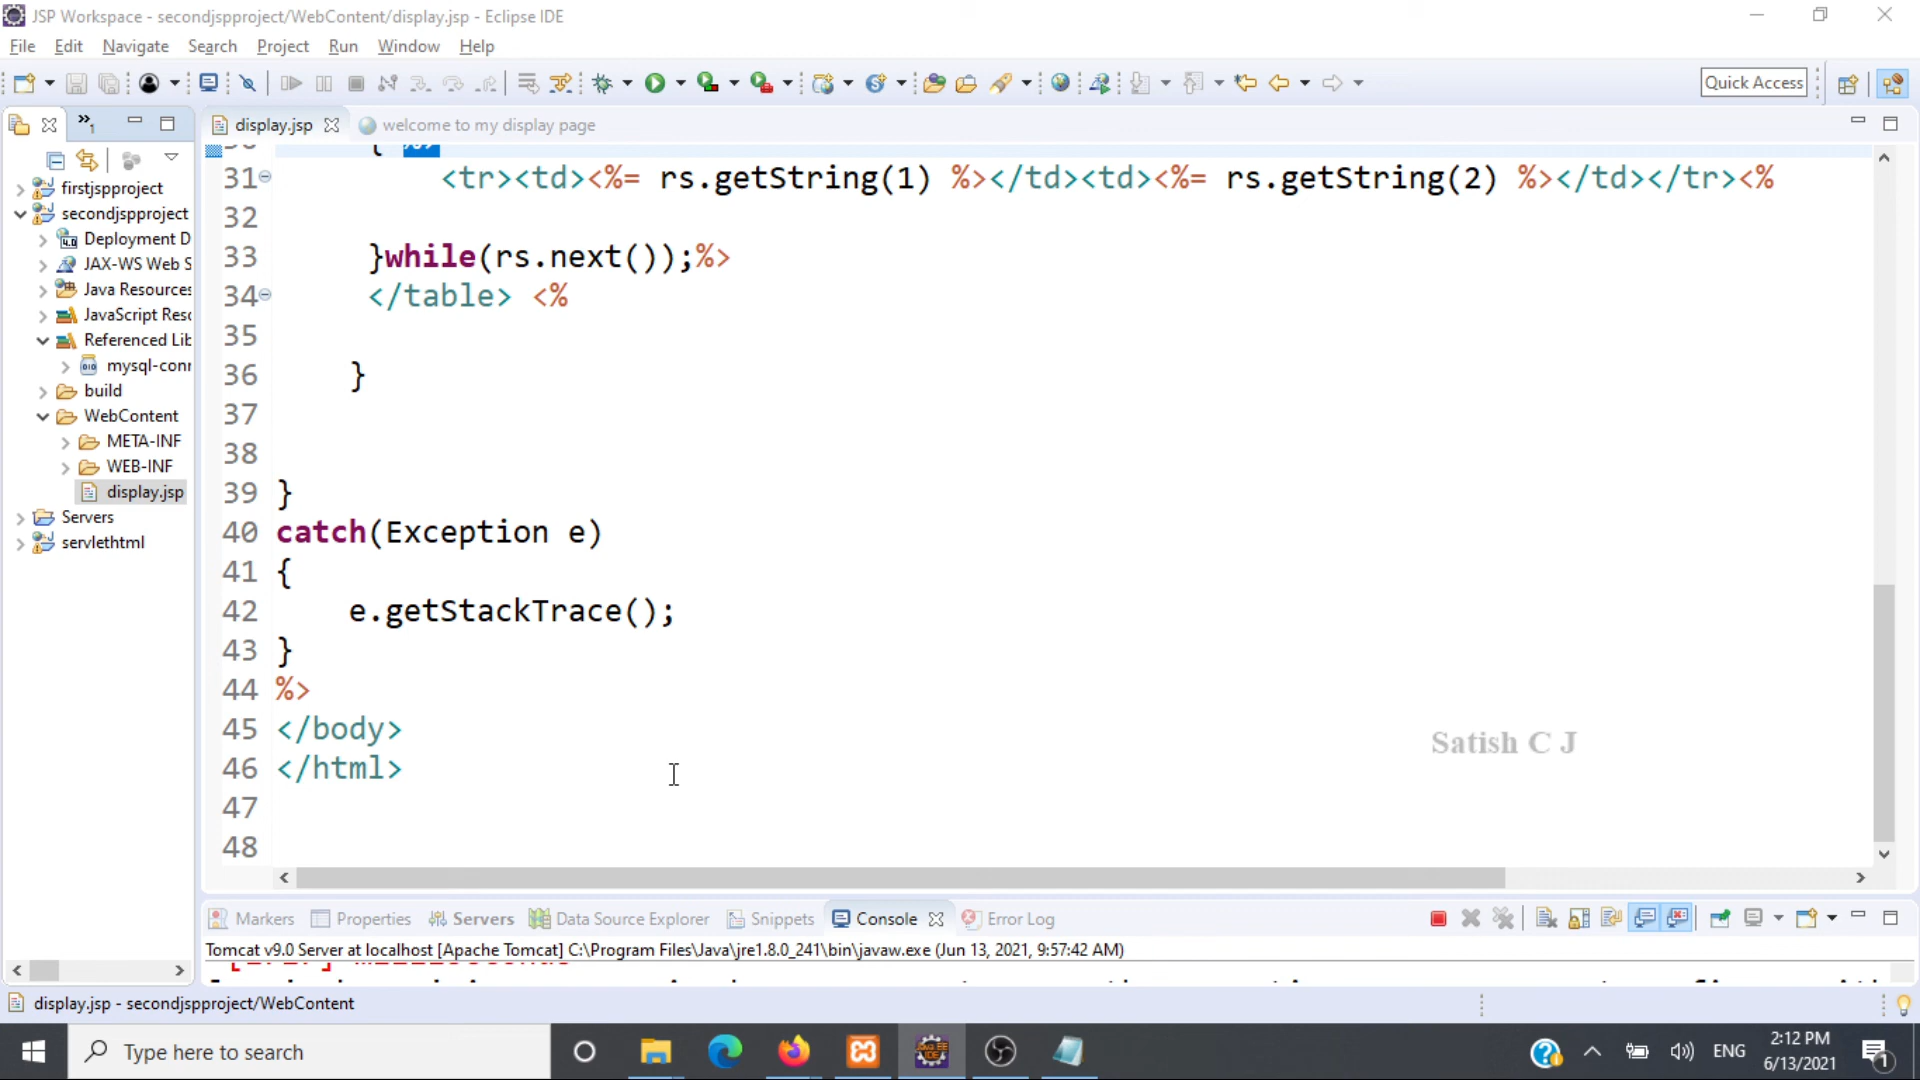 JSP Workspace - secondjspproject/WebContent/display.jsp - Eclipse IDE
File Edit Navigate Search Project Run Window Help
Quick Access
display.jsp welcome to my display page
firstjspproject
secondjspproject
Deployment D
JAX-WS Web S
Java Resources
JavaScript Reso
Referenced Lib
mysql-conn
build
WebContent
META-INF
WEB-INF
display.jsp
Servers
servlethtml
{ %>
31 <tr><td><%= rs.getString(1) %></td><td><%= rs.getString(2) %></td></tr><%
32
33 }while(rs.next());%>
34 </table> <%
35
36 }
37
38
39 }
40 catch(Exception e)
41 {
42 e.getStackTrace();
43 }
44 %>
45 </body>
46 </html>
47
48
Satish C J
Markers Properties Servers Data Source Explorer Snippets Console Error Log
Tomcat v9.0 Server at localhost [Apache Tomcat] C:\Program Files\Java\jre1.8.0_241\bin\javaw.exe (Jun 13, 2021, 9:57:42 AM)
display.jsp - secondjspproject/WebContent
Type here to search
ENG
2:12 PM
6/13/2021
1